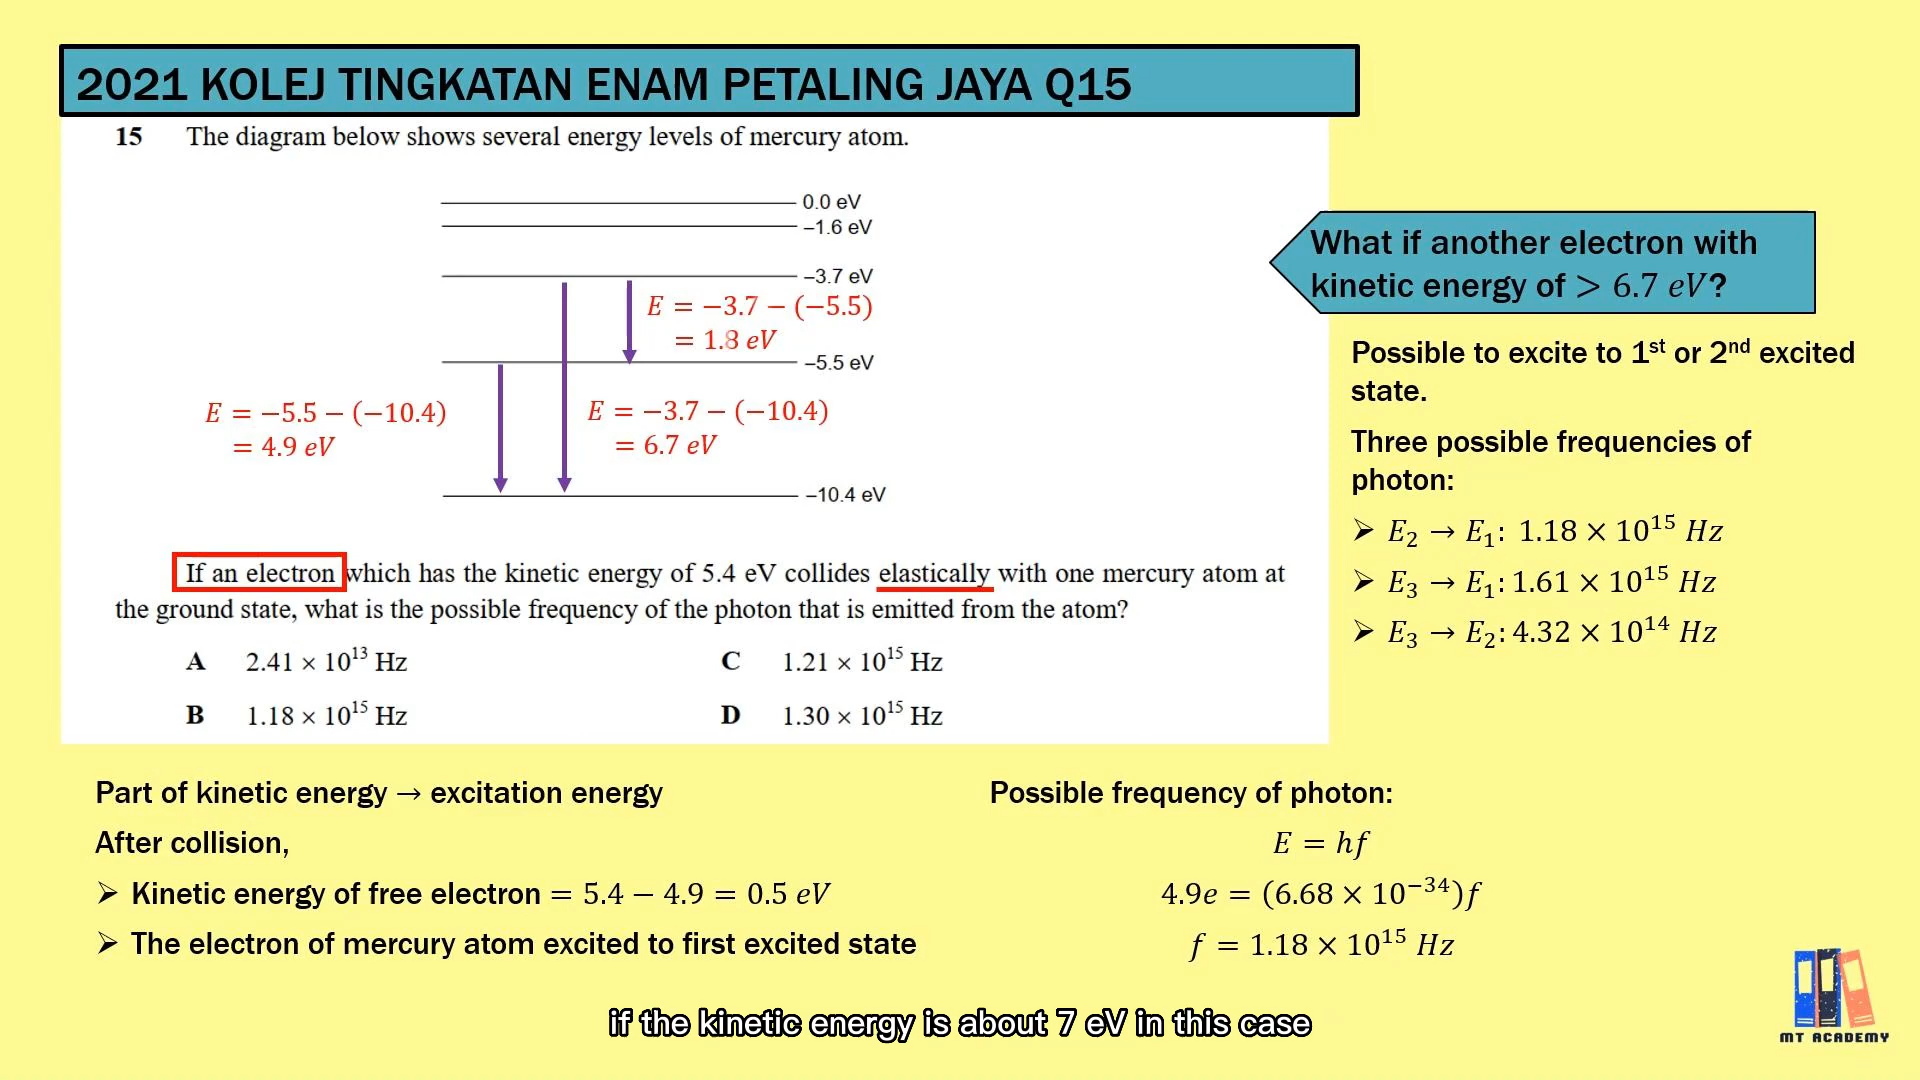 2021 KOLEJ TINGKATAN ENAM PETALING JAYA Q15
15 The diagram below shows several energy levels of mercury atom.
0.0 eV
–1.6 eV
–3.7 eV
E = −3.7 − (−5.5)
= 1.8 eV
–5.5 eV
E = −5.5 − (−10.4)
= 4.9 eV
E = −3.7 − (−10.4)
= 6.7 eV
–10.4 eV
If an electron which has the kinetic energy of 5.4 eV collides elastically with one mercury atom at
the ground state, what is the possible frequency of the photon that is emitted from the atom?
A 2.41 × 10¹³ Hz C 1.21 × 10¹⁵ Hz
B 1.18 × 10¹⁵ Hz D 1.30 × 10¹⁵ Hz
What if another electron with
kinetic energy of > 6.7 eV?
Possible to excite to 1st or 2nd excited
state.
Three possible frequencies of
photon:
➢ E₂ → E₁: 1.18 × 10¹⁵ Hz
➢ E₃ → E₁: 1.61 × 10¹⁵ Hz
➢ E₃ → E₂: 4.32 × 10¹⁴ Hz
Part of kinetic energy → excitation energy
After collision,
➢ Kinetic energy of free electron = 5.4 − 4.9 = 0.5 eV
➢ The electron of mercury atom excited to first excited state
Possible frequency of photon:
E = hf
4.9e = (6.68 × 10⁻³⁴)f
f = 1.18 × 10¹⁵ Hz
if the kinetic energy is about 7 eV in this case
MT ACADEMY